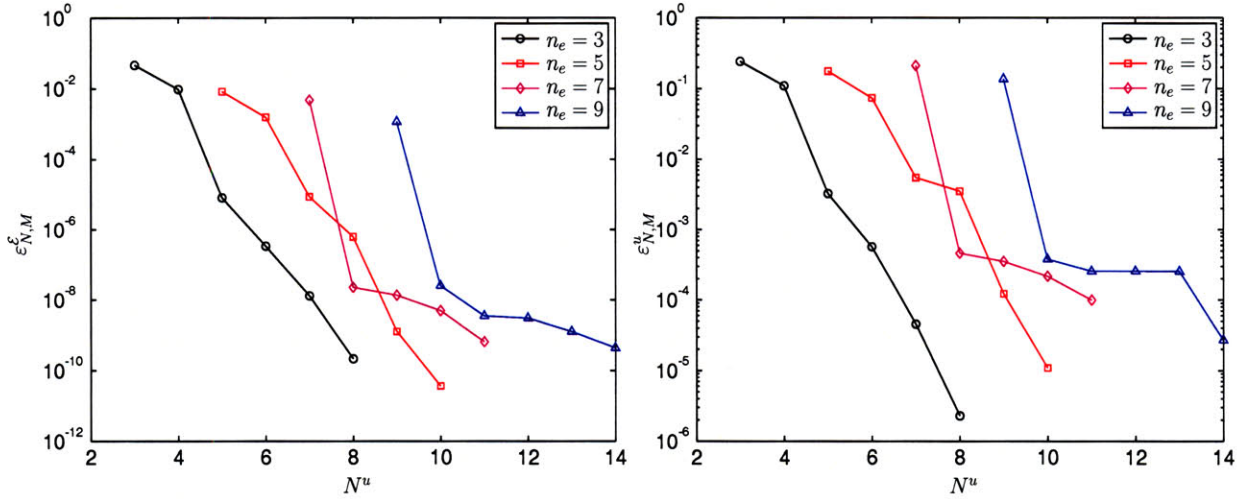 10^0
10^{-2}
10^{-4}
10^{-6}
10^{-8}
10^{-10}
10^{-12}
ε^ℰ_{N,M}
2 4 6 8 10 12 14
N^u
n_e = 3
n_e = 5
n_e = 7
n_e = 9
10^0
10^{-1}
10^{-2}
10^{-3}
10^{-4}
10^{-5}
10^{-6}
ε^u_{N,M}
2 4 6 8 10 12 14
N^u
n_e = 3
n_e = 5
n_e = 7
n_e = 9